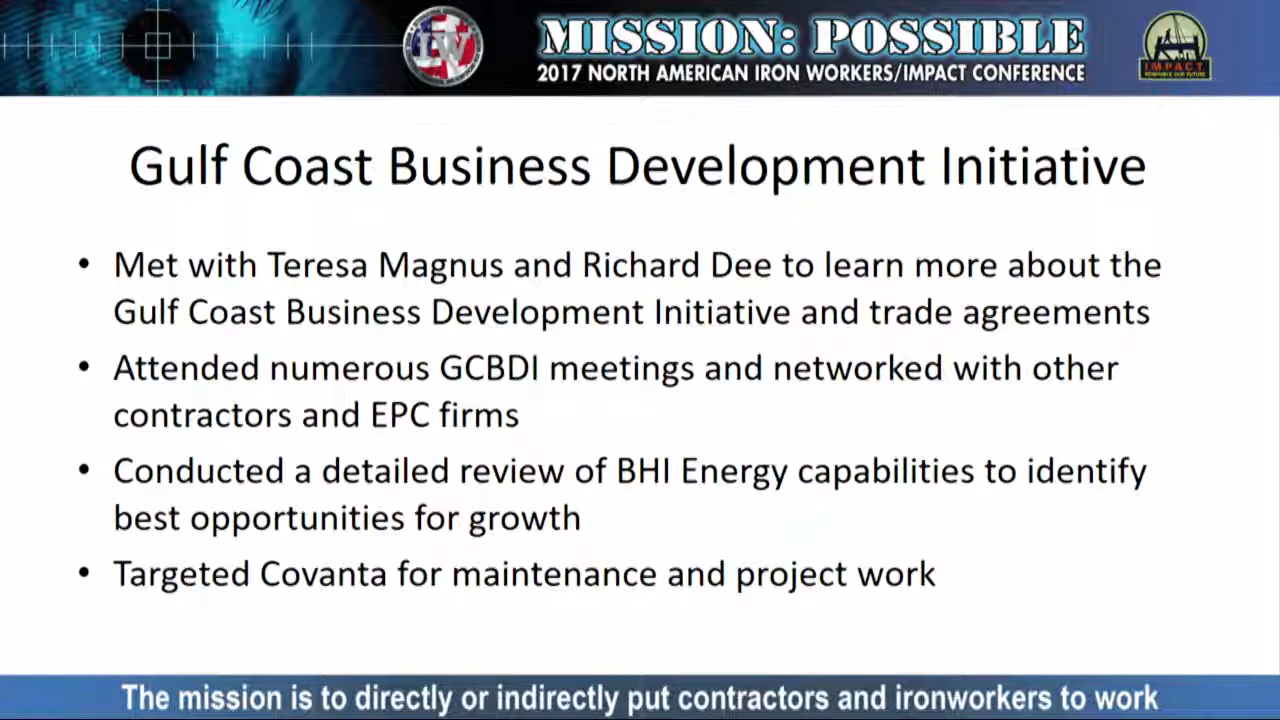 MISSION: POSSIBLE
2017 NORTH AMERICAN IRON WORKERS/IMPACT CONFERENCE
IMPACT
Gulf Coast Business Development Initiative
• Met with Teresa Magnus and Richard Dee to learn more about the
Gulf Coast Business Development Initiative and trade agreements
• Attended numerous GCBDI meetings and networked with other
contractors and EPC firms
• Conducted a detailed review of BHI Energy capabilities to identify
best opportunities for growth
• Targeted Covanta for maintenance and project work
The mission is to directly or indirectly put contractors and ironworkers to work